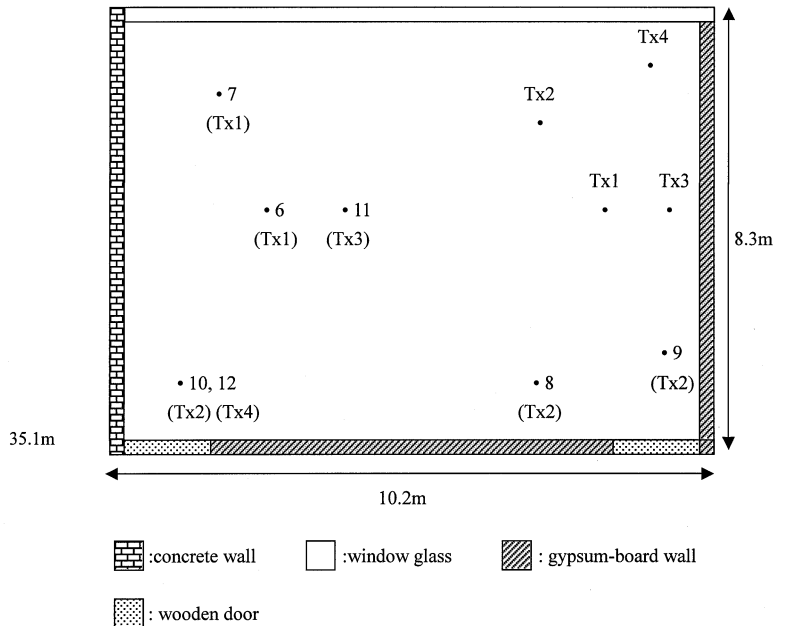 Tx4
7
(Tx1)
Tx2
Tx1
Tx3
6
(Tx1)
11
(Tx3)
8.3m
9
(Tx2)
10, 12
(Tx2) (Tx4)
8
(Tx2)
35.1m
10.2m
:concrete wall
:window glass
: gypsum-board wall
: wooden door